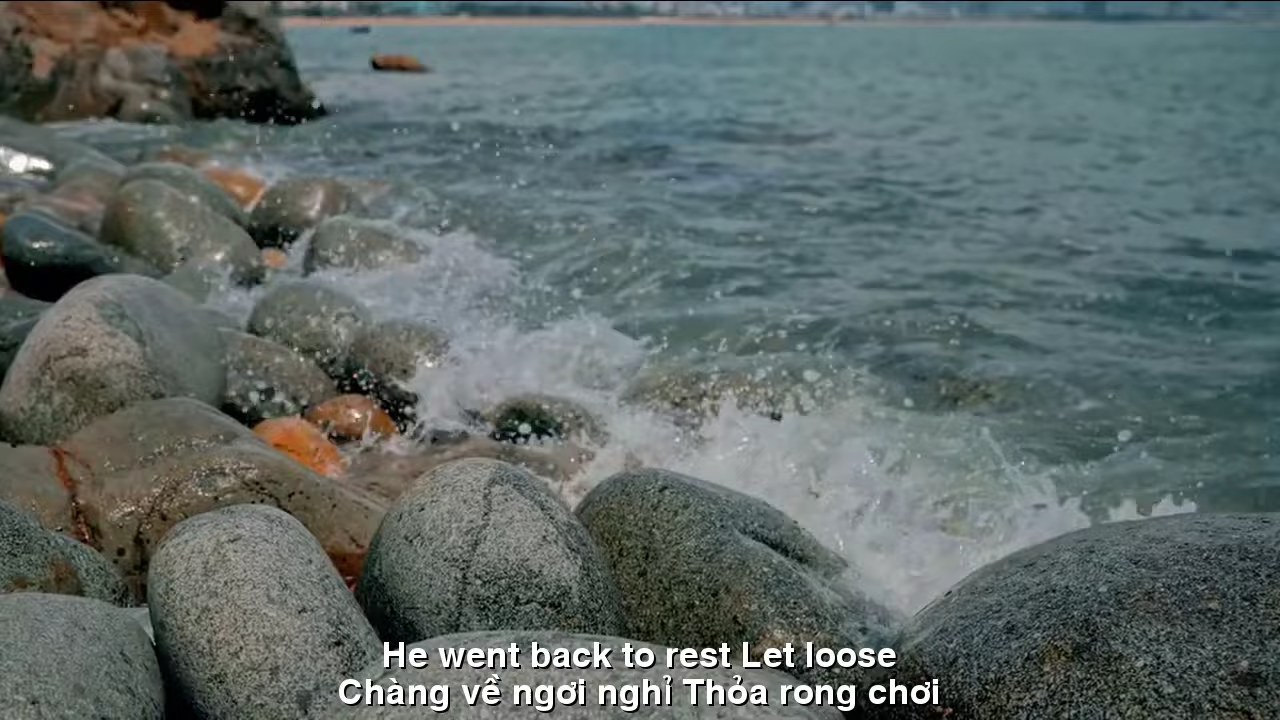 He went back to rest Let loose
Chàng về ngơi nghỉ Thỏa rong chơi